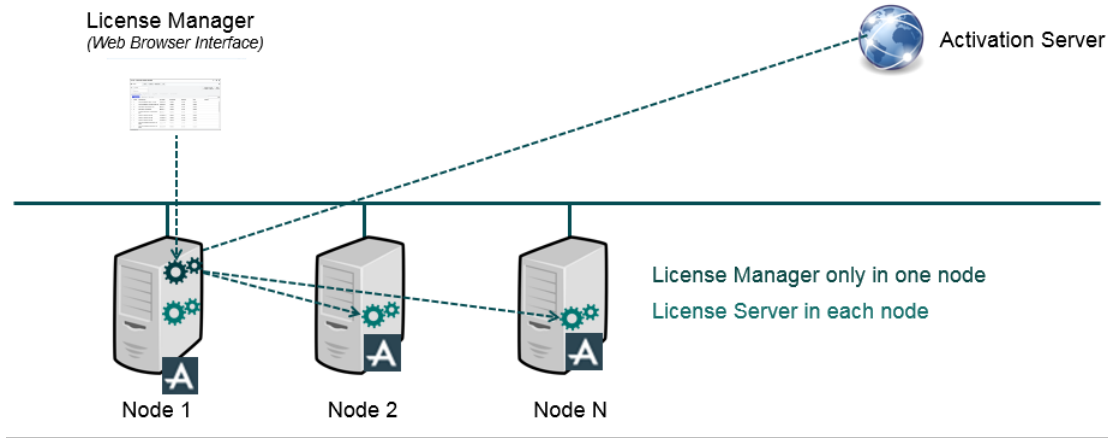 License Manager
(Web Browser Interface)
Activation Server
License Manager only in one node
License Server in each node
Node 1
Node 2
Node N